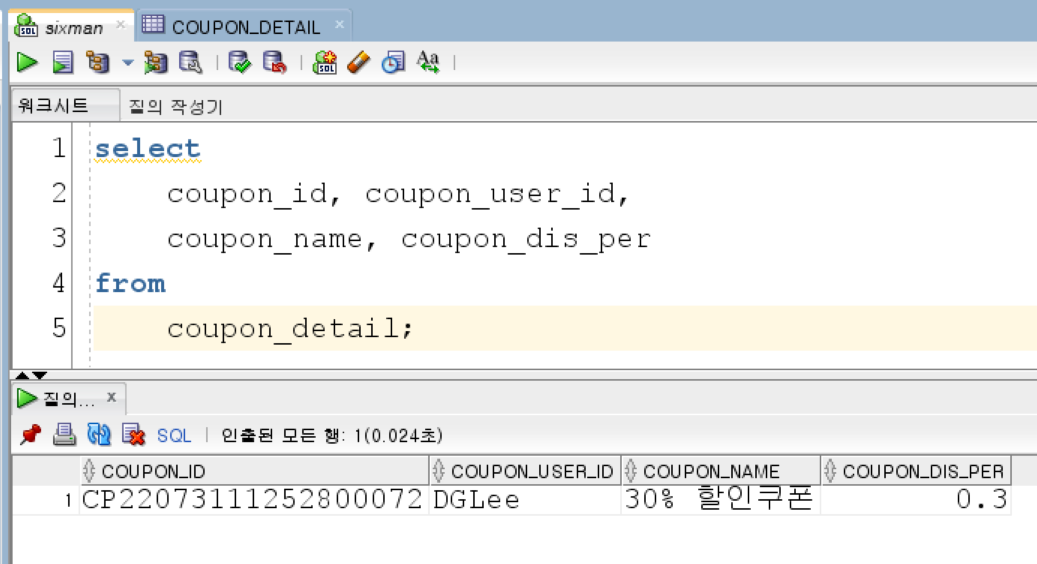 sixman COUPON_DETAIL
워크시트 질의 작성기
1 select
2 coupon_id, coupon_user_id,
3 coupon_name, coupon_dis_per
4 from
5 coupon_detail;
질의...
SQL 인출된 모든 행: 1(0.024초)
COUPON_ID COUPON_USER_ID COUPON_NAME COUPON_DIS_PER
1 CP22073111252800072 DGLee 30% 할인쿠폰 0.3